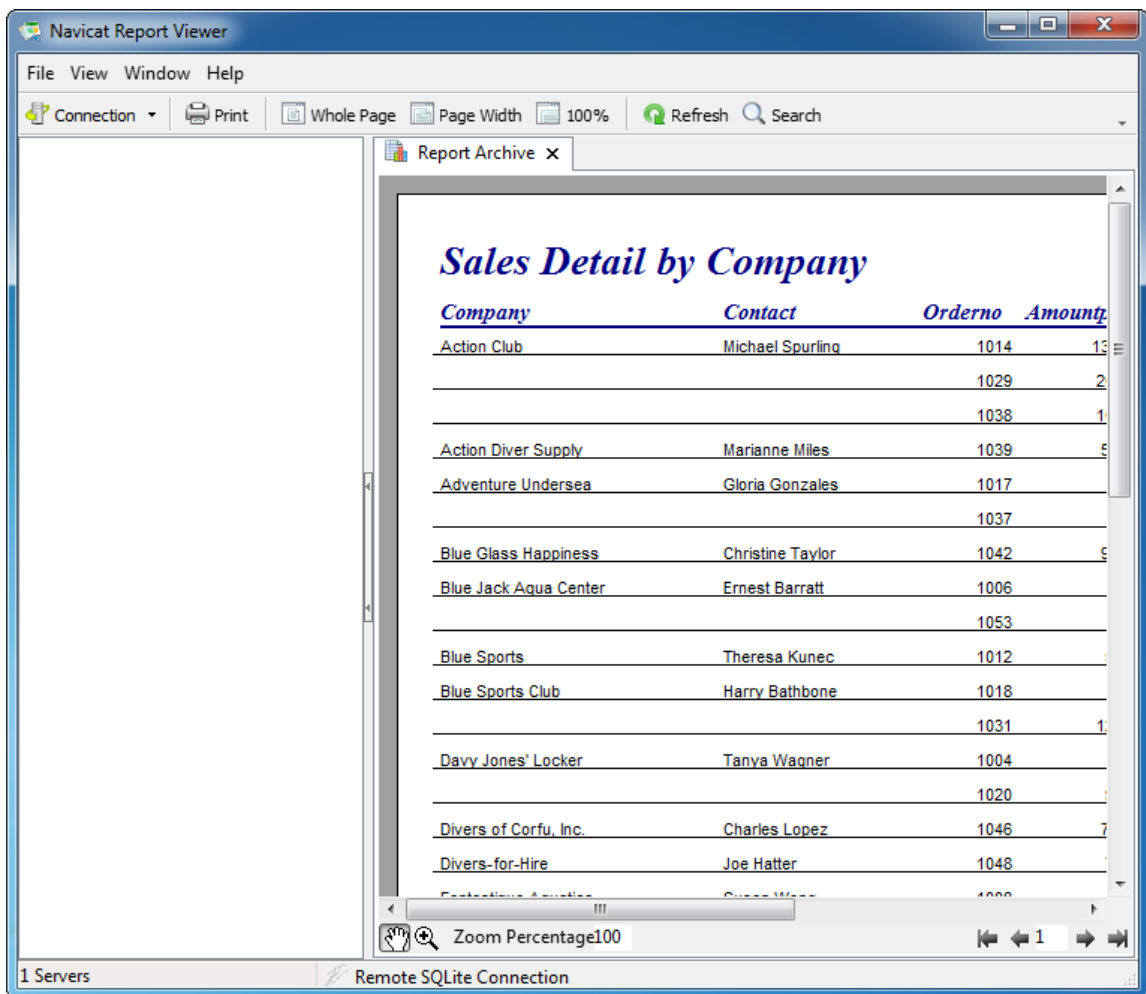 Navicat Report Viewer
File View Window Help
Connection Print Whole Page Page Width 100% Refresh Search
Report Archive
Sales Detail by Company
Company Contact Orderno
Action Club Michael Spurling 1014
1029
1038
Action Diver Supply Marianne Miles 1039
Adventure Undersea Gloria Gonzales 1017
1037
Blue Glass Happiness Christine Taylor 1042
Blue Jack Aqua Center Ernest Barratt 1006
1053
Blue Sports Theresa Kunec 1012
Blue Sports Club Harry Bathbone 1018
1031
Davy Jones' Locker Tanya Wagner 1004
1020
Divers of Corfu, Inc. Charles Lopez 1046
Divers-for-Hire Joe Hatter 1048
Zoom Percentage100 1
1 Servers Remote SQLite Connection